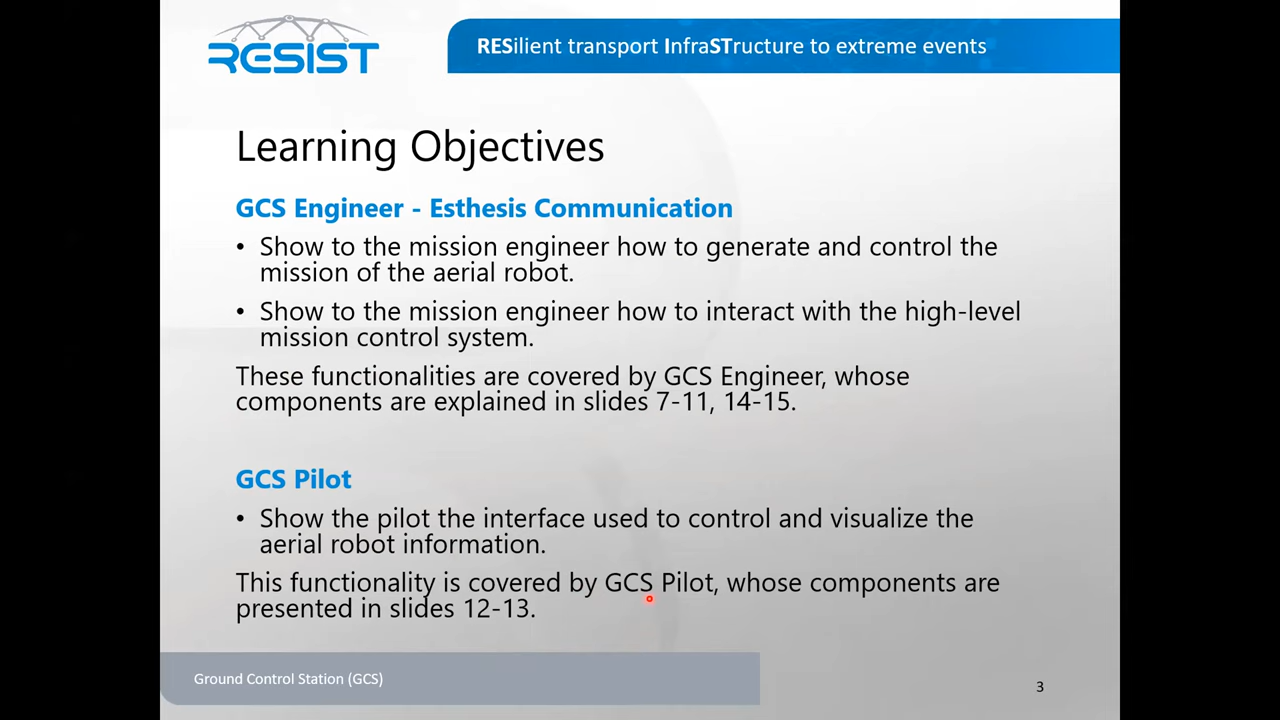 RESIST
RESilient transport InfraSTructure to extreme events
Learning Objectives
GCS Engineer - Esthesis Communication
• Show to the mission engineer how to generate and control the
mission of the aerial robot.
• Show to the mission engineer how to interact with the high-level
mission control system.
These functionalities are covered by GCS Engineer, whose
components are explained in slides 7-11, 14-15.
GCS Pilot
• Show the pilot the interface used to control and visualize the
aerial robot information.
This functionality is covered by GCS Pilot, whose components are
presented in slides 12-13.
Ground Control Station (GCS)
3